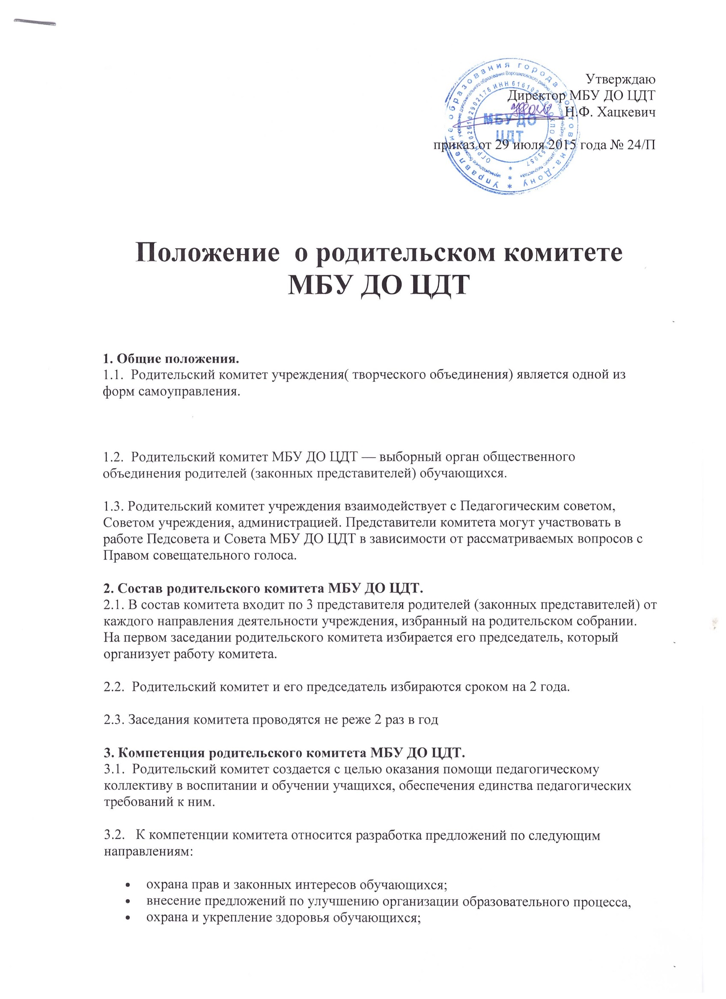 Утверждаю
Директор МБУ ДО ЦДТ
Н.Ф. Хацкевич
приказ от 29 июля 2015 года № 24/П
Управление образования города Ростова-на-Дону
ОГРН 1026102902176 ИНН
МБУ ДО
ЦДТ
Положение о родительском комитете
МБУ ДО ЦДТ
1. Общие положения.
1.1. Родительский комитет учреждения( творческого объединения) является одной из
форм самоуправления.
1.2. Родительский комитет МБУ ДО ЦДТ — выборный орган общественного
объединения родителей (законных представителей) обучающихся.
1.3. Родительский комитет учреждения взаимодействует с Педагогическим советом,
Советом учреждения, администрацией. Представители комитета могут участвовать в
работе Педсовета и Совета МБУ ДО ЦДТ в зависимости от рассматриваемых вопросов с
Правом совещательного голоса.
2. Состав родительского комитета МБУ ДО ЦДТ.
2.1. В состав комитета входит по 3 представителя родителей (законных представителей) от
каждого направления деятельности учреждения, избранный на родительском собрании.
На первом заседании родительского комитета избирается его председатель, который
организует работу комитета.
2.2. Родительский комитет и его председатель избираются сроком на 2 года.
2.3. Заседания комитета проводятся не реже 2 раз в год
3. Компетенция родительского комитета МБУ ДО ЦДТ.
3.1. Родительский комитет создается с целью оказания помощи педагогическому
коллективу в воспитании и обучении учащихся, обеспечения единства педагогических
требований к ним.
3.2. К компетенции комитета относится разработка предложений по следующим
направлениям:
• охрана прав и законных интересов обучающихся;
• внесение предложений по улучшению организации образовательного процесса,
• охрана и укрепление здоровья обучающихся;